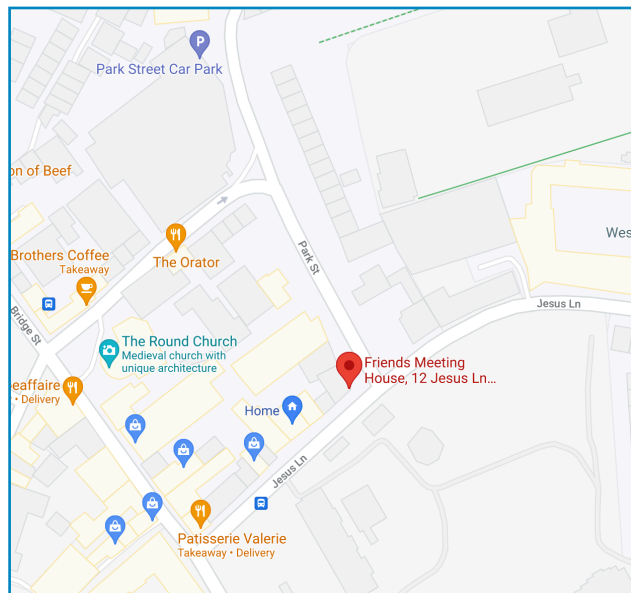 P
Park Street Car Park
on of Beef
Brothers Coffee
Takeaway
The Orator
Park St
Wes
Jesus Ln
Bridge St
The Round Church
Medieval church with
unique architecture
Friends Meeting
House, 12 Jesus Ln...
eaffaire
• Delivery
Home
Jesus Ln
Patisserie Valerie
Takeaway • Delivery